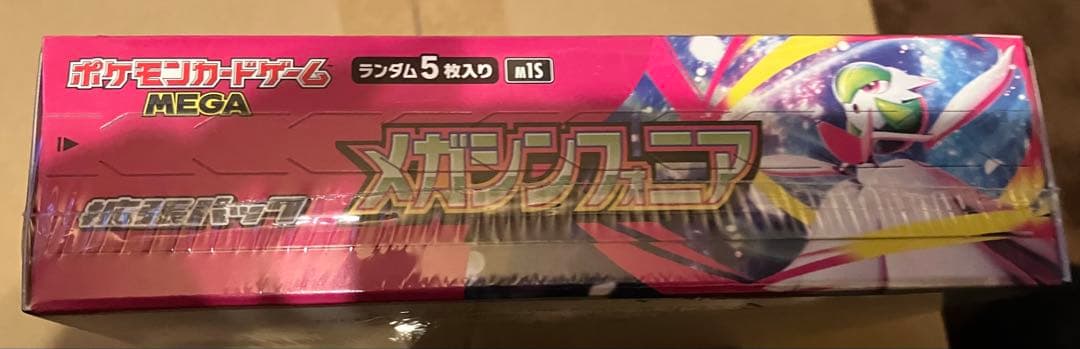 ポケモンカードゲーム
MEGA
ランダム5枚入り
M1S
メガシンフォニア
拡張パック